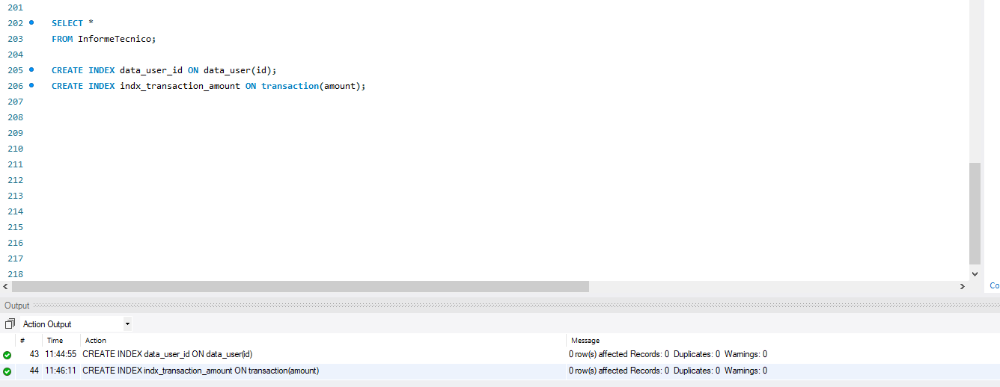 201
202 SELECT *
203 FROM InformeTecnico;
204
205 CREATE INDEX data_user_id ON data_user(id);
206 CREATE INDEX indx_transaction_amount ON transaction(amount);
207
208
209
210
211
212
213
214
215
216
217
218
Co
Output
Action Output
# Time Action Message
43 11:44:55 CREATE INDEX data_user_id ON data_user(id) 0 row(s) affected Records: 0 Duplicates: 0 Warnings: 0
44 11:46:11 CREATE INDEX indx_transaction_amount ON transaction(amount) 0 row(s) affected Records: 0 Duplicates: 0 Warnings: 0